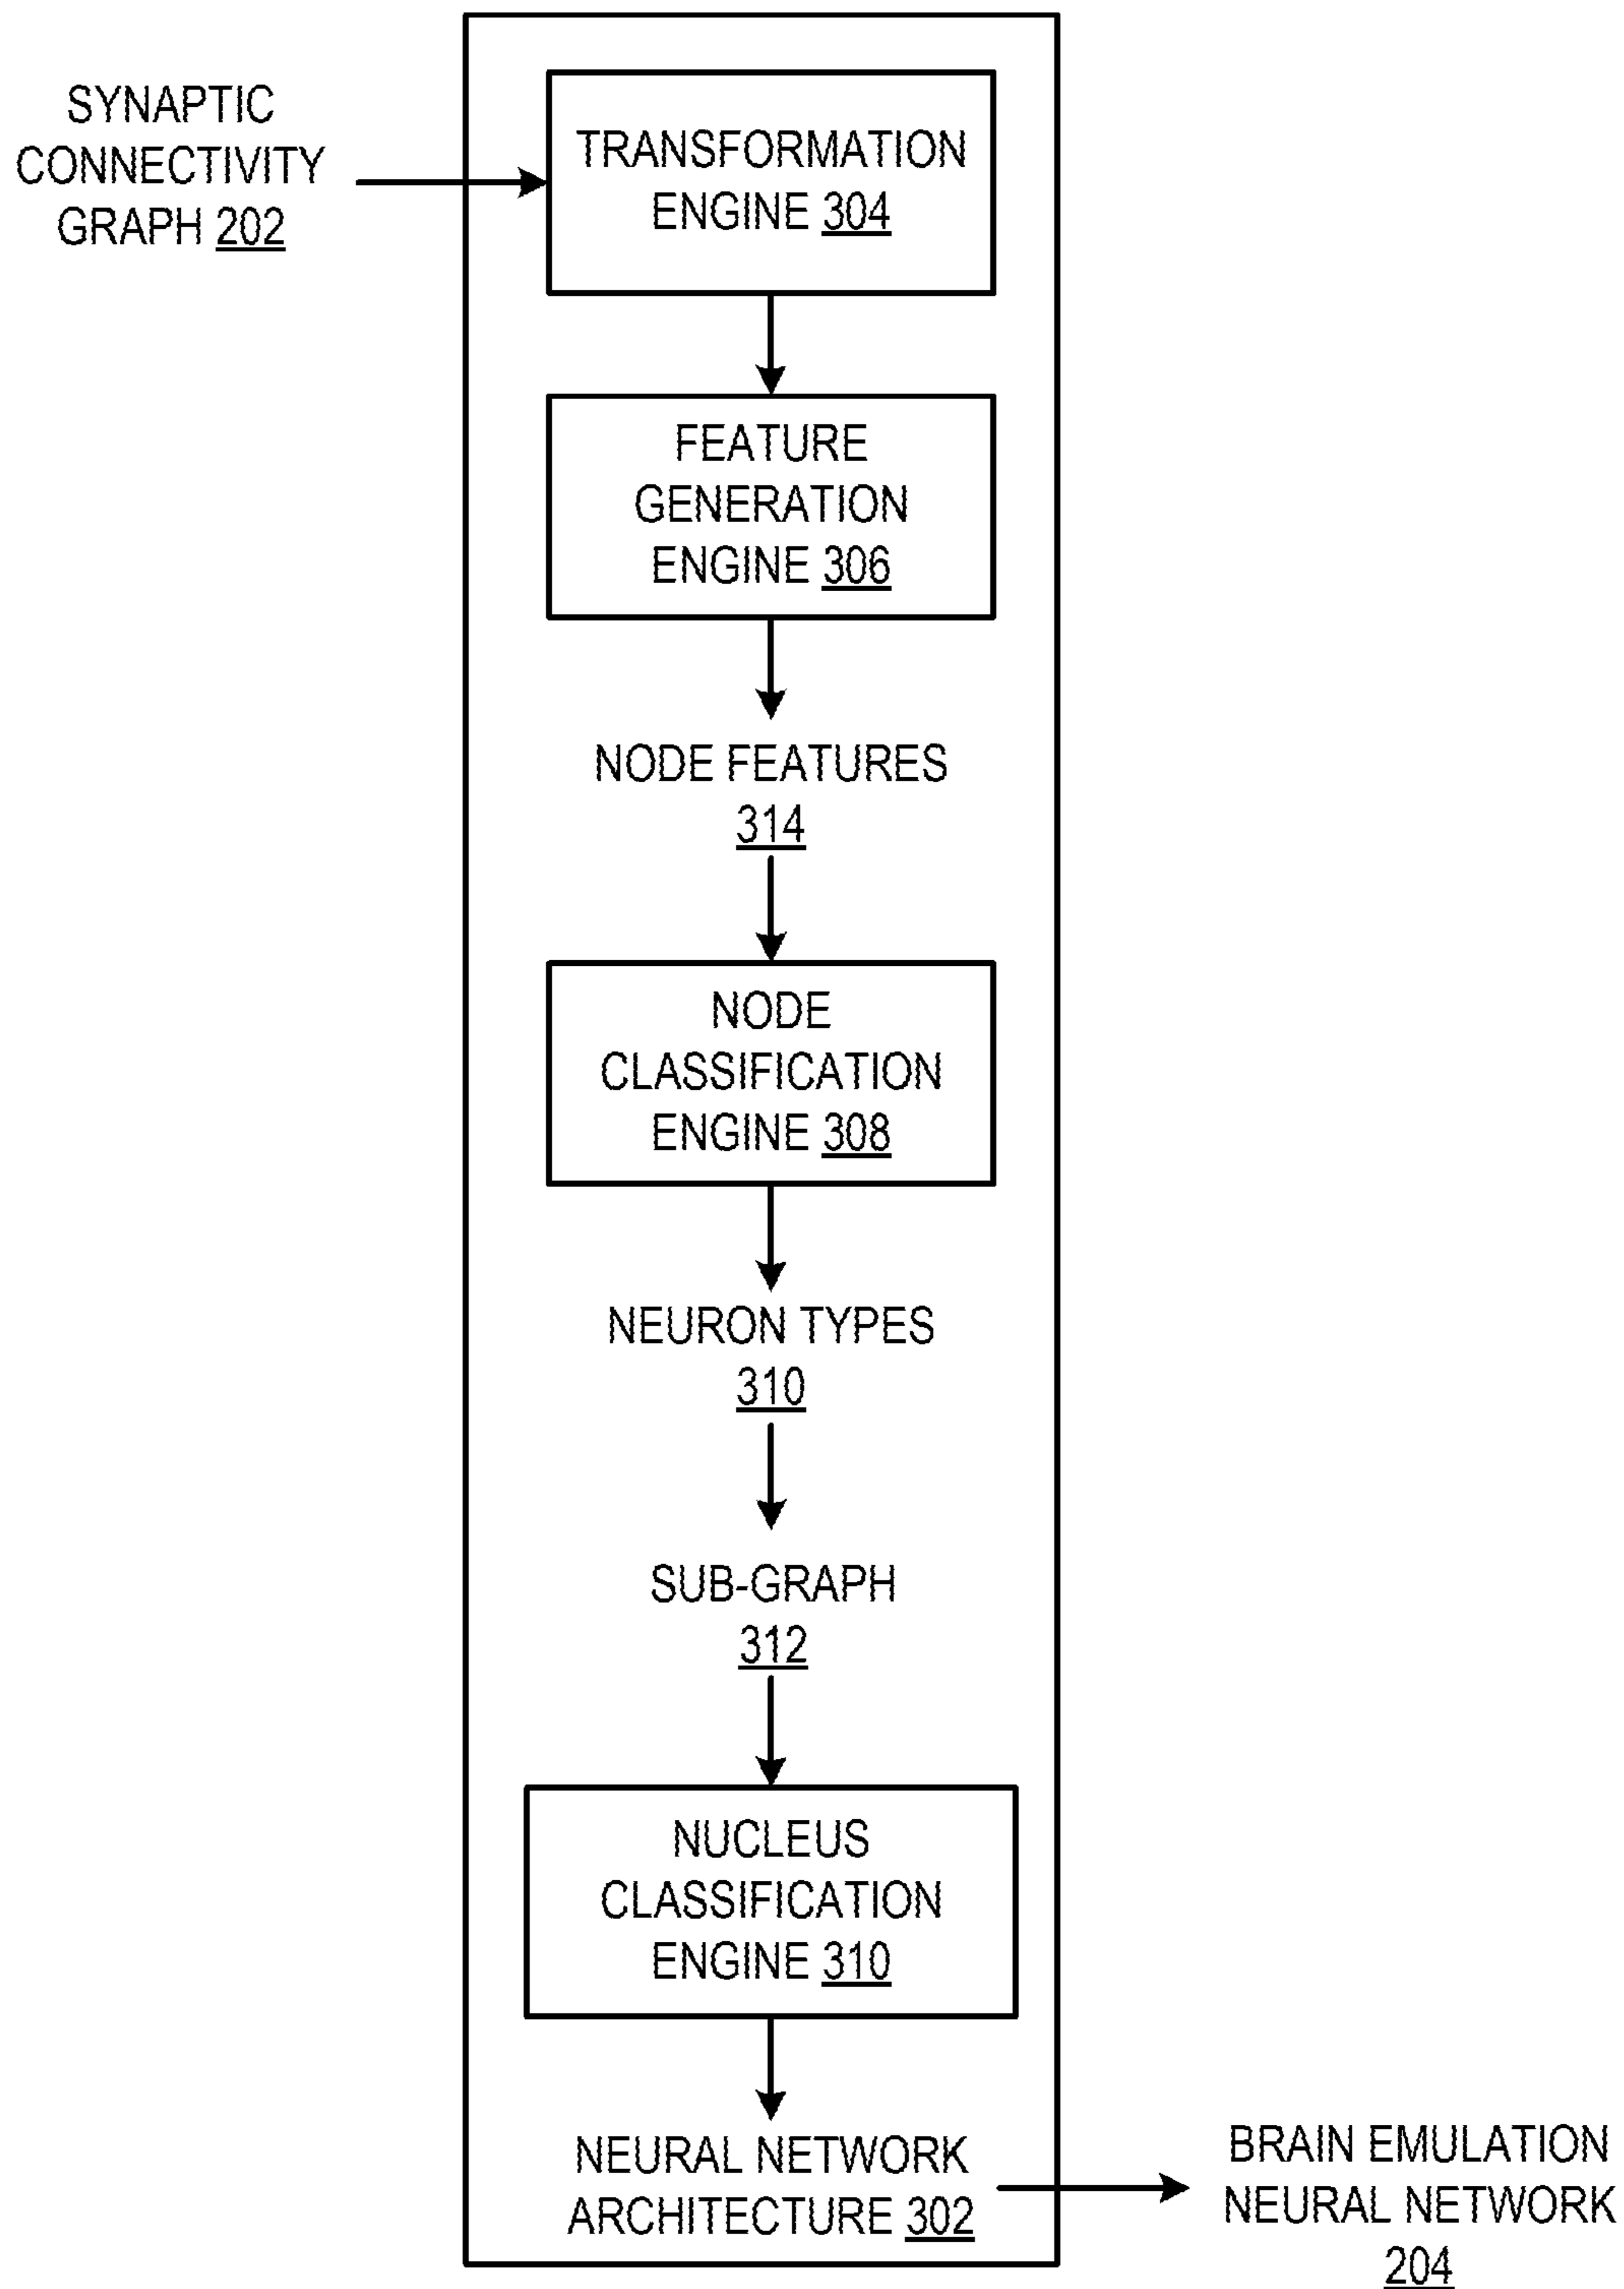 SYNAPTIC
CONNECTIVITY
GRAPH 202
TRANSFORMATION
ENGINE 304
FEATURE
GENERATION
ENGINE 306
NODE FEATURES
314
NODE
CLASSIFICATION
ENGINE 308
NEURON TYPES
310
SUB-GRAPH
312
NUCLEUS
CLASSIFICATION
ENGINE 310
NEURAL NETWORK
ARCHITECTURE 302
BRAIN EMULATION
NEURAL NETWORK
204